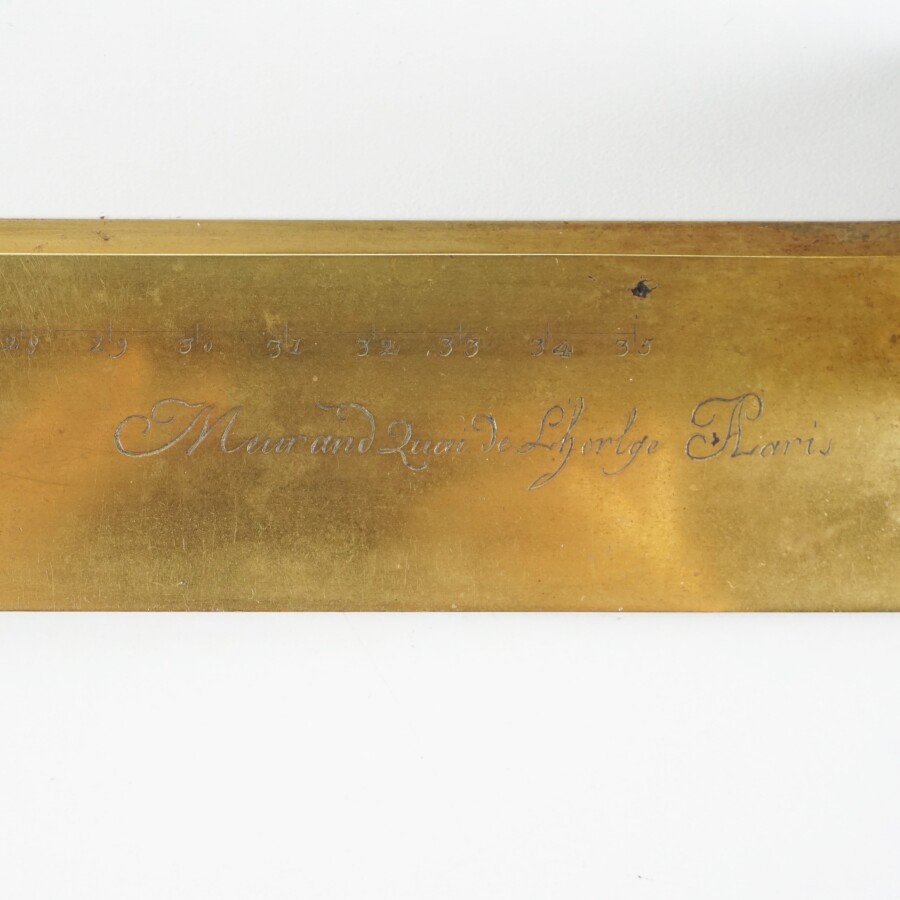 28 29 30 31 32 33 34 35
Meurand Quai de Lhorlge Paris